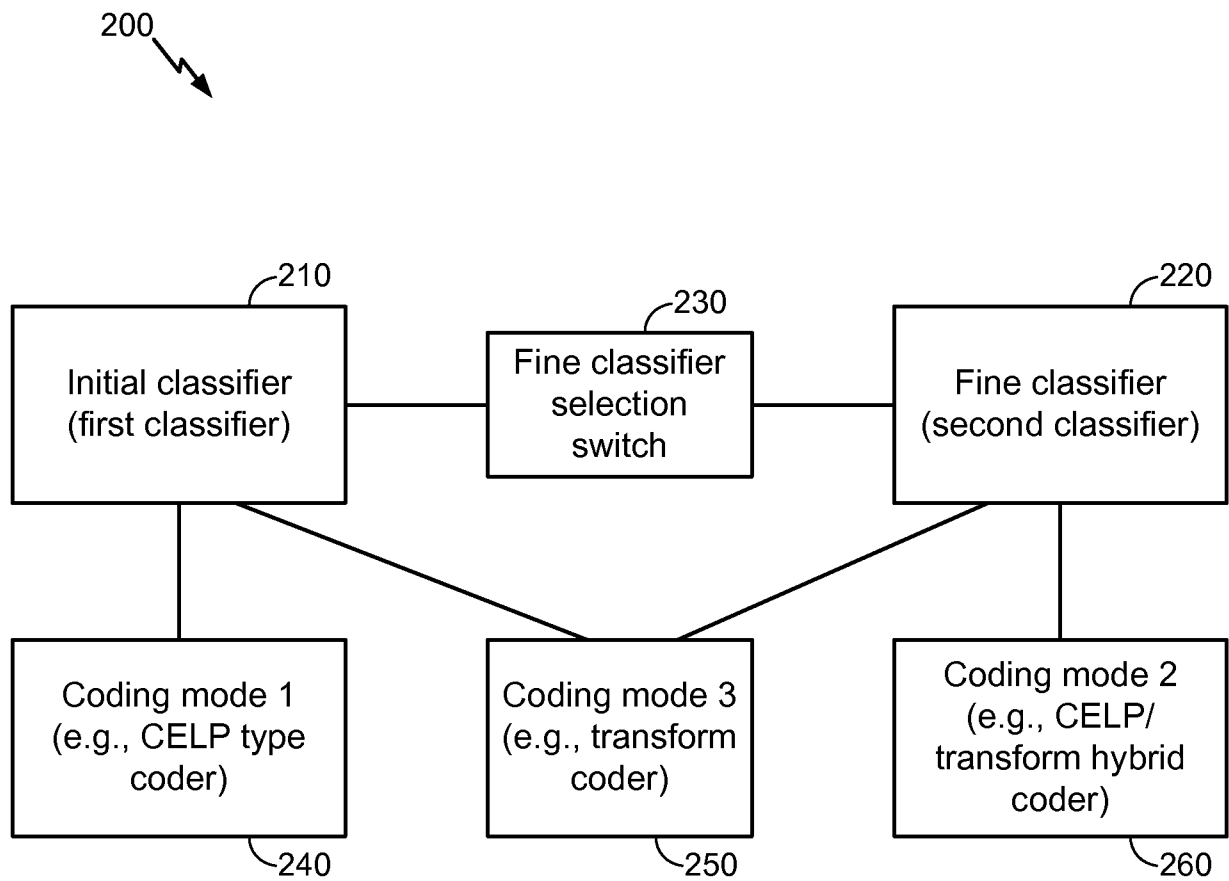 200
210
Initial classifier
(first classifier)
230
Fine classifier
selection
switch
220
Fine classifier
(second classifier)
Coding mode 1
(e.g., CELP type
coder)
240
Coding mode 3
(e.g., transform
coder)
250
Coding mode 2
(e.g., CELP/
transform hybrid
coder)
260